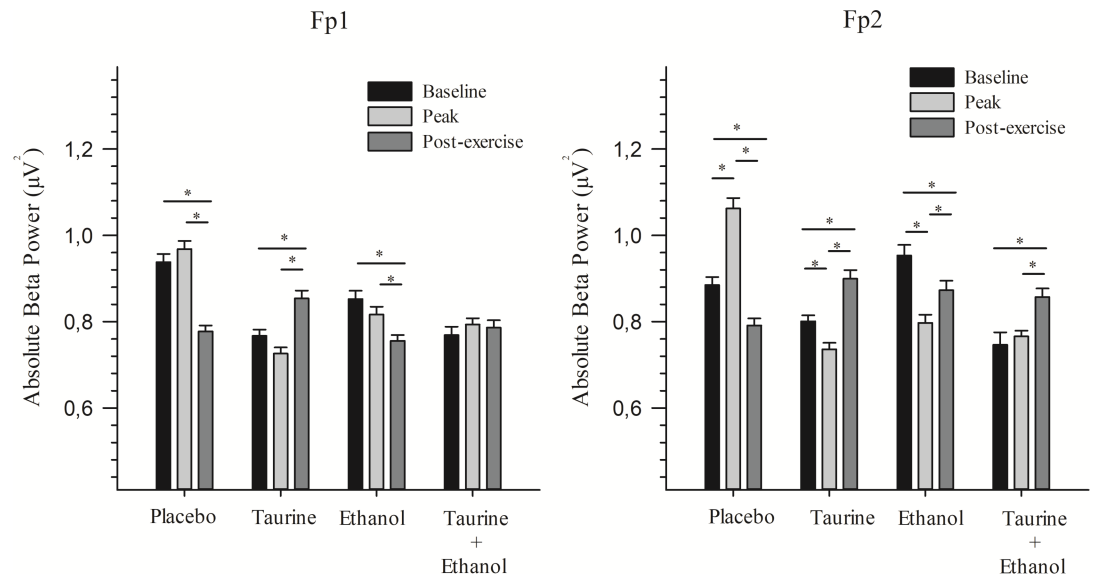 Fp1
Absolute Beta Power (μV²)
1,2
1,0
0,8
0,6
Baseline
Peak
Post-exercise
*
*
*
*
*
*
Placebo
Taurine
Ethanol
Taurine
+
Ethanol
Fp2
Absolute Beta Power (μV²)
1,2
1,0
0,8
0,6
Baseline
Peak
Post-exercise
*
*
*
*
*
*
*
*
*
*
*
Placebo
Taurine
Ethanol
Taurine
+
Ethanol